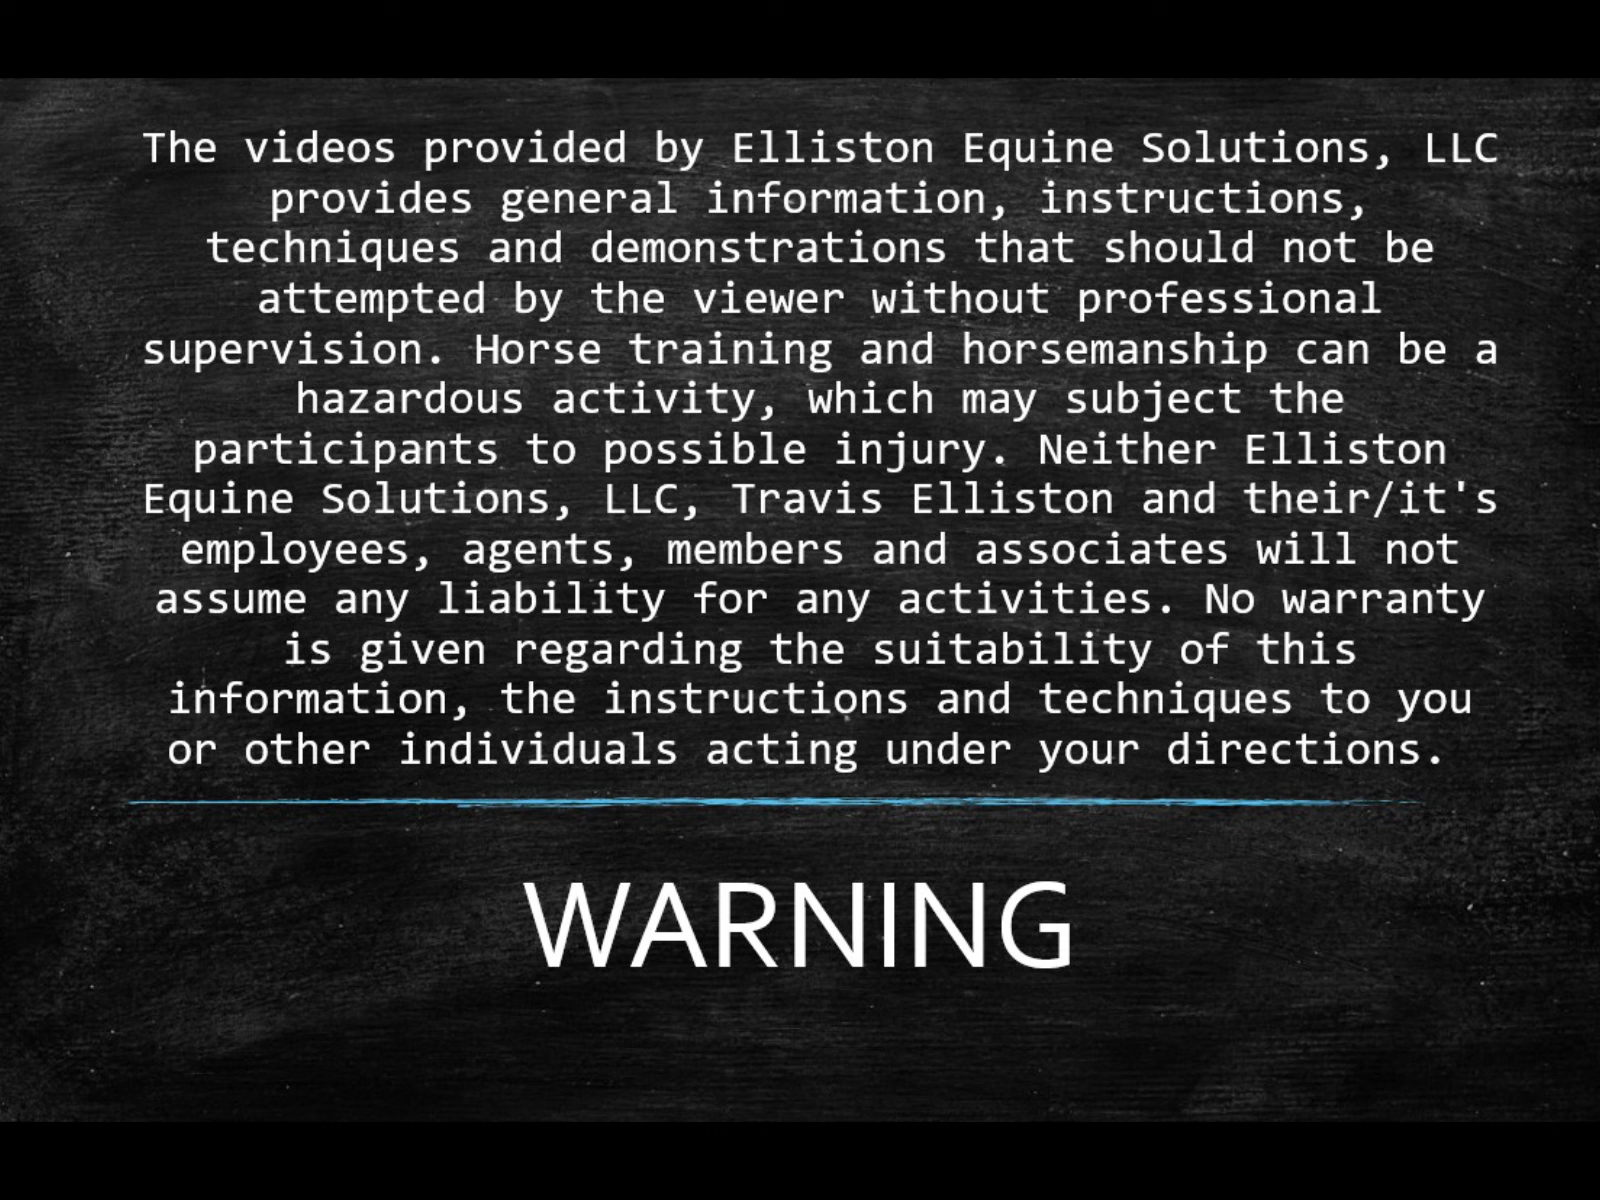 The videos provided by Elliston Equine Solutions, LLC
provides general information, instructions,
techniques and demonstrations that should not be
attempted by the viewer without professional
supervision. Horse training and horsemanship can be a
hazardous activity, which may subject the
participants to possible injury. Neither Elliston
Equine Solutions, LLC, Travis Elliston and their/it's
employees, agents, members and associates will not
assume any liability for any activities. No warranty
is given regarding the suitability of this
information, the instructions and techniques to you
or other individuals acting under your directions.
WARNING